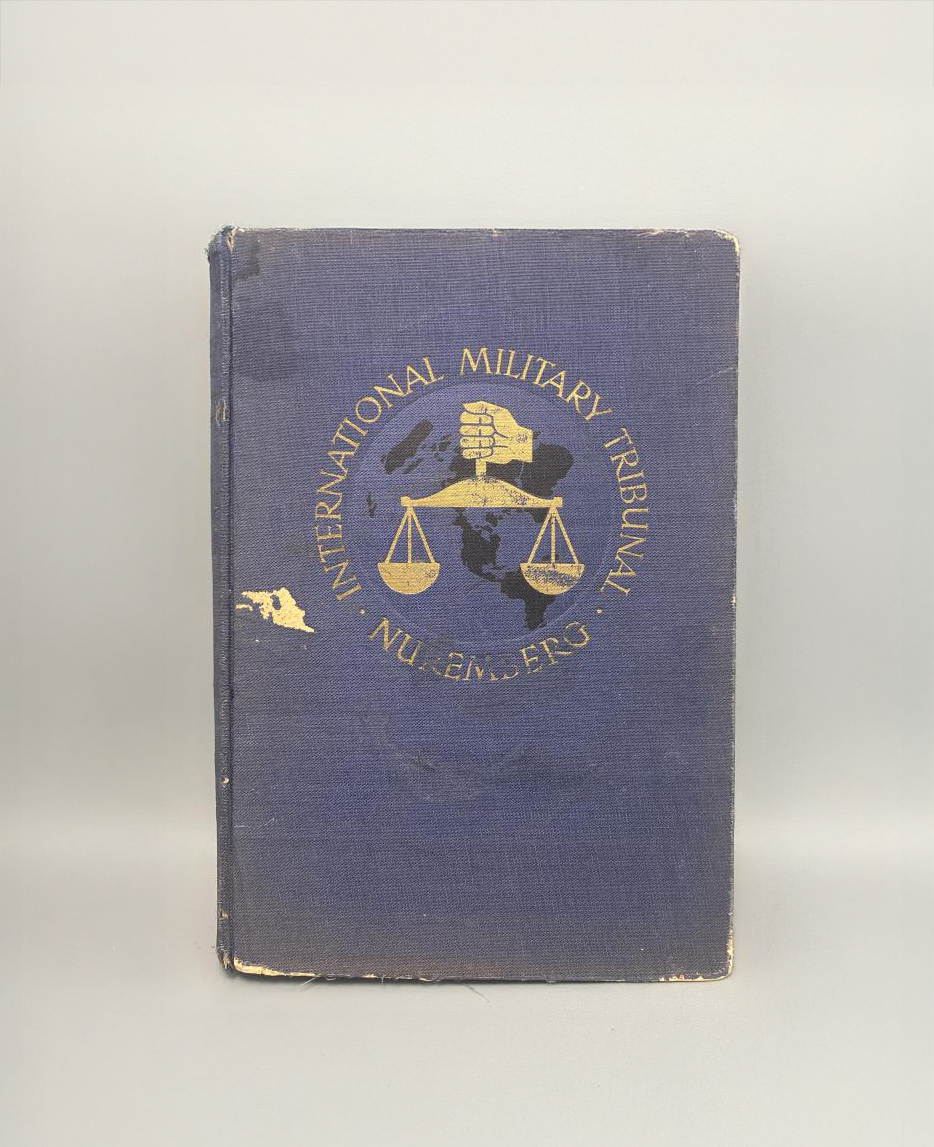 INTERNATIONAL MILITARY TRIBUNAL
· NUREMBERG ·